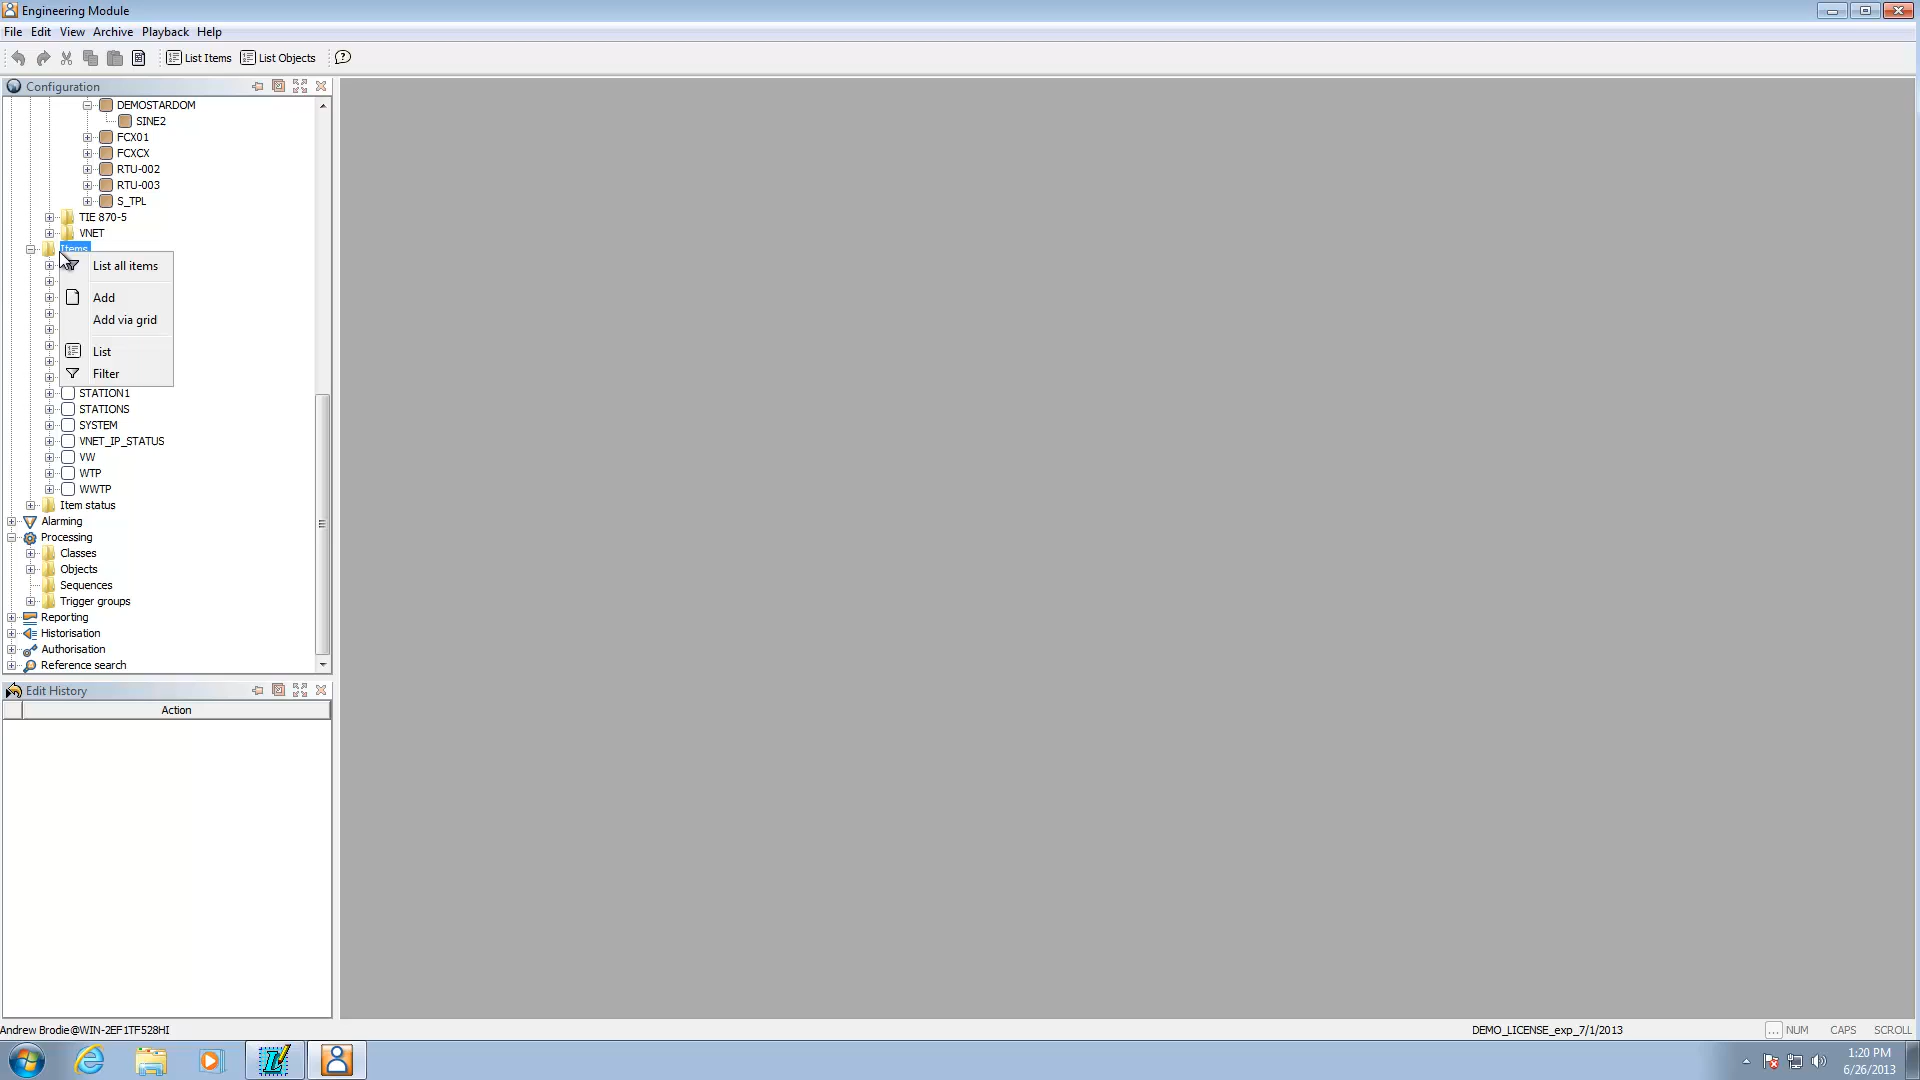 Engineering Module
File Edit View Archive Playback Help
List Items List Objects
Configuration
DEMOSTARDOM
SINE2
FCX01
FCXCX
RTU-002
RTU-003
S_TPL
TIE 870-5
VNET
Items
List all items
Add
Add via grid
List
Filter
STATION1
STATIONS
SYSTEM
VNET_IP_STATUS
VW
WTP
WWTP
Item status
Alarming
Processing
Classes
Objects
Sequences
Trigger groups
Reporting
Historisation
Authorisation
Reference search
Edit History
Action
Andrew Brodie@WIN-2EF1TF528HI DEMO_LICENSE_exp_7/1/2013 ... NUM CAPS SCROLL
1:20 PM
6/26/2013